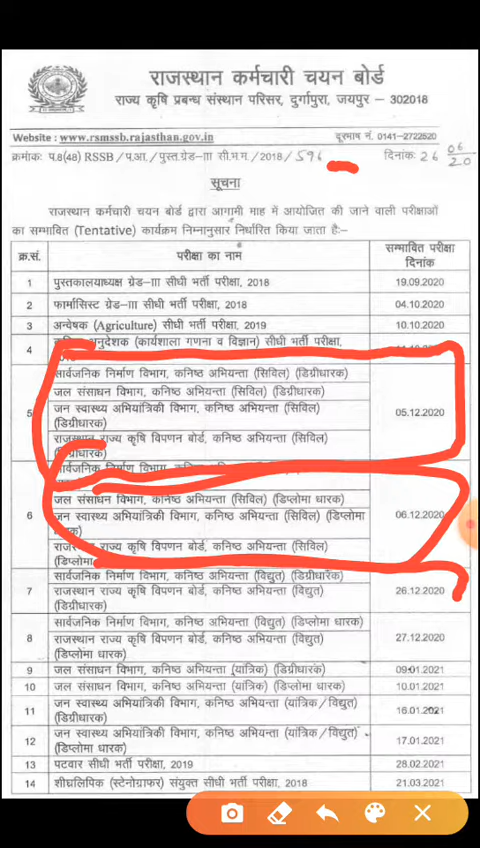 राजस्थान कर्मचारी चयन बोर्ड
राज्य कृषि प्रबन्ध संस्थान परिसर, दुर्गापुरा, जयपुर – 302018
Website : www.rsmssb.rajasthan.gov.in दूरभाष नं. 0141-2722520
क्रमांकः प.8(48) RSSB / प.आ. / पुस्त.ग्रेड-III सी.भ.प. / 2018 / 596 दिनांकः 26 06/20
सूचना
राजस्थान कर्मचारी चयन बोर्ड द्वारा आगामी माह में आयोजित की जाने वाली परीक्षाओं
का सम्भावित (Tentative) कार्यक्रम निम्नानुसार निर्धारित किया जाता हैः-
क्र.सं. परीक्षा का नाम सम्भावित परीक्षा दिनांक
1 पुस्तकालयाध्यक्ष ग्रेड-III सीधी भर्ती परीक्षा, 2018 19.09.2020
2 फार्मासिस्ट ग्रेड-III सीधी भर्ती परीक्षा, 2018 04.10.2020
3 अन्वेषक (Agriculture) सीधी भर्ती परीक्षा, 2019 10.10.2020
4 अनुदेशक (कार्यशाला गणना व विज्ञान) सीधी भर्ती परीक्षा,
सार्वजनिक निर्माण विभाग, कनिष्ठ अभियन्ता (सिविल) (डिग्रीधारक)
जल संसाधन विभाग, कनिष्ठ अभियन्ता (सिविल) (डिग्रीधारक)
5 जन स्वास्थ्य अभियांत्रिकी विभाग, कनिष्ठ अभियन्ता (सिविल) 05.12.2020
(डिग्रीधारक)
राजस्थान राज्य कृषि विपणन बोर्ड, कनिष्ठ अभियन्ता (सिविल)
(डिग्रीधारक)
सार्वजनिक निर्माण विभाग, कनिष्ठ अभियन्ता (सिविल)
जल संसाधन विभाग, कनिष्ठ अभियन्ता (सिविल) (डिप्लोमा धारक)
6 जन स्वास्थ्य अभियांत्रिकी विभाग, कनिष्ठ अभियन्ता (सिविल) (डिप्लोमा 06.12.2020
धारक)
राजस्थान राज्य कृषि विपणन बोर्ड, कनिष्ठ अभियन्ता (सिविल)
(डिप्लोमा
सार्वजनिक निर्माण विभाग, कनिष्ठ अभियन्ता (विद्युत) (डिग्रीधारक)
7 राजस्थान राज्य कृषि विपणन बोर्ड, कनिष्ठ अभियन्ता (विद्युत) 26.12.2020
(डिग्रीधारक)
सार्वजनिक निर्माण विभाग, कनिष्ठ अभियन्ता (विद्युत) (डिप्लोमा धारक)
8 राजस्थान राज्य कृषि विपणन बोर्ड, कनिष्ठ अभियन्ता (विद्युत) 27.12.2020
(डिप्लोमा धारक)
9 जल संसाधन विभाग, कनिष्ठ अभियन्ता (यांत्रिक) (डिग्रीधारक) 09.01.2021
10 जल संसाधन विभाग, कनिष्ठ अभियन्ता (यांत्रिक) (डिप्लोमा धारक) 10.01.2021
11 जन स्वास्थ्य अभियांत्रिकी विभाग, कनिष्ठ अभियन्ता (यांत्रिक / विद्युत) 16.01.2021
(डिग्रीधारक)
12 जन स्वास्थ्य अभियांत्रिकी विभाग, कनिष्ठ अभियन्ता (यांत्रिक / विद्युत) 17.01.2021
(डिप्लोमा धारक)
13 पटवार सीधी भर्ती परीक्षा, 2019 28.02.2021
14 शीघ्रलिपिक (स्टेनोग्राफर) संयुक्त सीधी भर्ती परीक्षा, 2018 21.03.2021